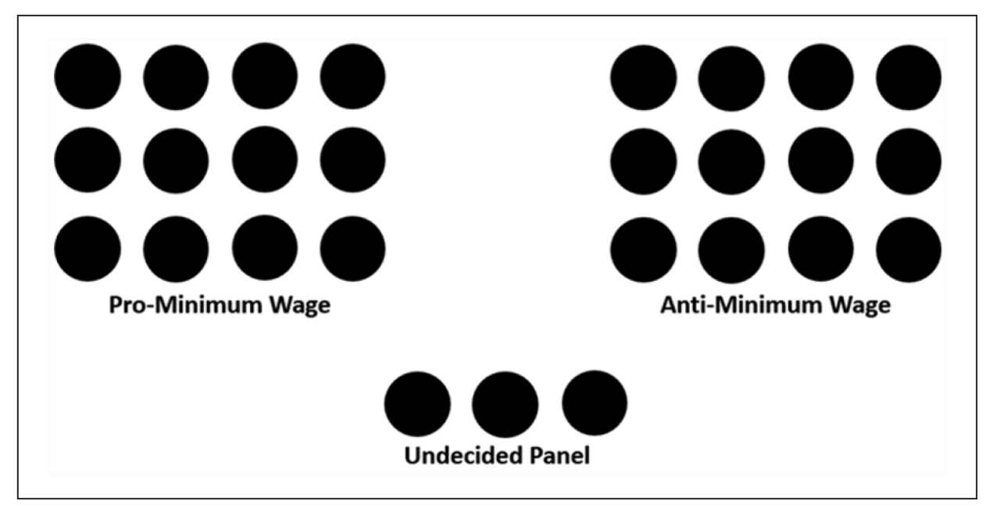 Pro-Minimum Wage
Anti-Minimum Wage
Undecided Panel